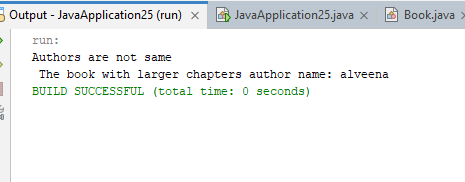 Output - JavaApplication25 (run) × JavaApplication25.java × Book.java ×
run:
Authors are not same
 The book with larger chapters author name: alveena
BUILD SUCCESSFUL (total time: 0 seconds)